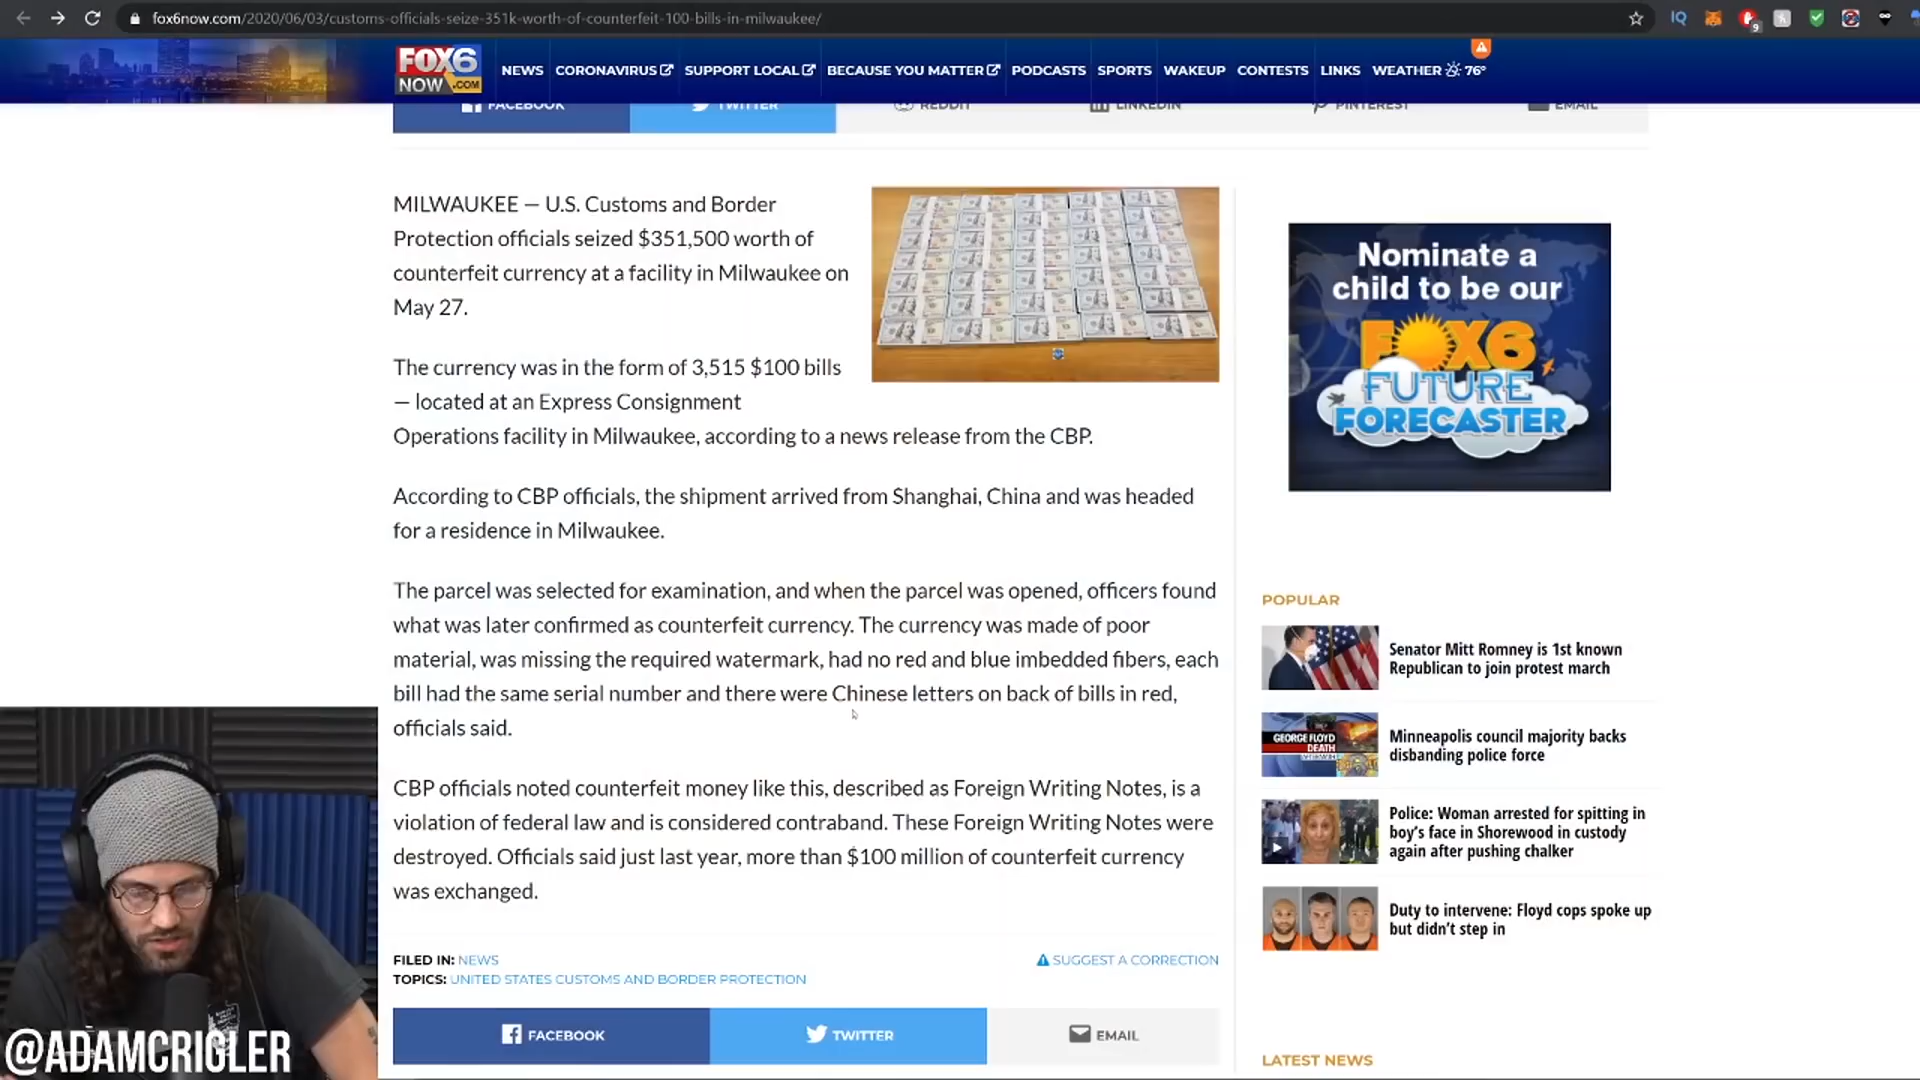 fox6now.com/2020/06/03/customs-officials-seize-351k-worth-of-counterfeit-100-bills-in-milwaukee/
IQ
9
FOX6 NOW.COM
NEWS CORONAVIRUS SUPPORT LOCAL BECAUSE YOU MATTER PODCASTS SPORTS WAKEUP CONTESTS LINKS WEATHER 76°
FACEBOOK TWITTER REDDIT LINKEDIN PINTEREST EMAIL
MILWAUKEE — U.S. Customs and Border
Protection officials seized $351,500 worth of
counterfeit currency at a facility in Milwaukee on
May 27.
The currency was in the form of 3,515 $100 bills
— located at an Express Consignment
Operations facility in Milwaukee, according to a news release from the CBP.
According to CBP officials, the shipment arrived from Shanghai, China and was headed
for a residence in Milwaukee.
The parcel was selected for examination, and when the parcel was opened, officers found
what was later confirmed as counterfeit currency. The currency was made of poor
material, was missing the required watermark, had no red and blue imbedded fibers, each
bill had the same serial number and there were Chinese letters on back of bills in red,
officials said.
CBP officials noted counterfeit money like this, described as Foreign Writing Notes, is a
violation of federal law and is considered contraband. These Foreign Writing Notes were
destroyed. Officials said just last year, more than $100 million of counterfeit currency
was exchanged.
FILED IN: NEWS
SUGGEST A CORRECTION
TOPICS: UNITED STATES CUSTOMS AND BORDER PROTECTION
FACEBOOK TWITTER EMAIL
Nominate a
child to be our
FOX6
FUTURE
FORECASTER
POPULAR
Senator Mitt Romney is 1st known
Republican to join protest march
GEORGE FLOYD
DEATH
Minneapolis council majority backs
disbanding police force
Police: Woman arrested for spitting in
boy's face in Shorewood in custody
again after pushing chalker
Duty to intervene: Floyd cops spoke up
but didn't step in
LATEST NEWS
@ADAMCRIGLER